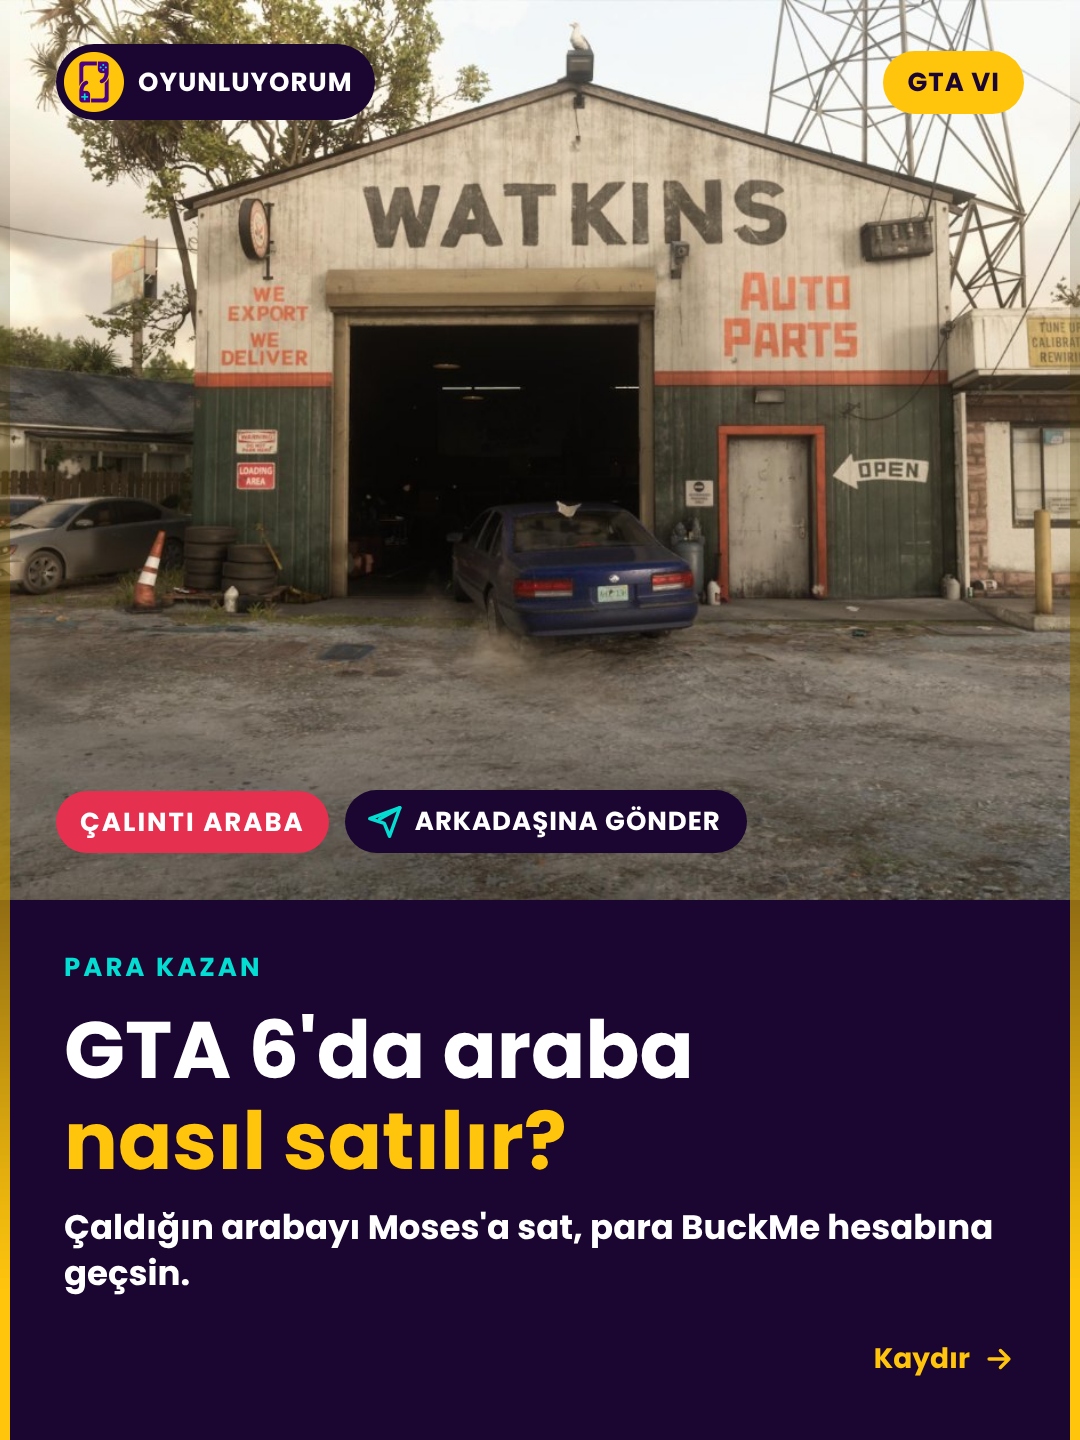 OYUNLUYORUM
GTA VI
WATKINS
WE
EXPORT
WE
DELIVER
AUTO
PARTS
LOADING
AREA
OPEN
ÇALINTI ARABA
ARKADAŞINA GÖNDER
PARA KAZAN
GTA 6'da araba
nasıl satılır?
Çaldığın arabayı Moses'a sat, para BuckMe hesabına
geçsin.
Kaydır →